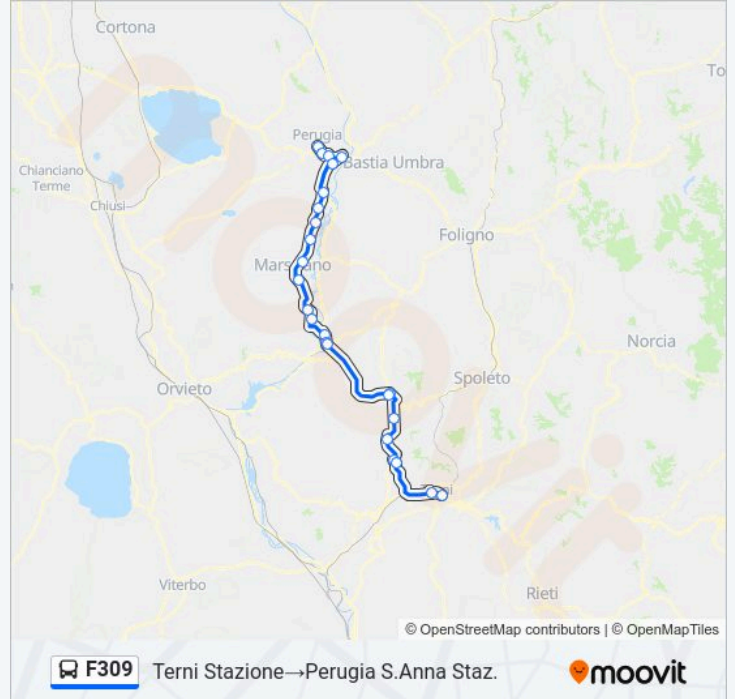 Cortona
To
Perugia
Bastia Umbra
Chianciano
Terme
Chiusi
Foligno
Marsciano
Norcia
Spoleto
Orvieto
Terni
Viterbo
Rieti
© OpenStreetMap contributors | © OpenMapTiles
F309 Terni Stazione→Perugia S.Anna Staz. moovit